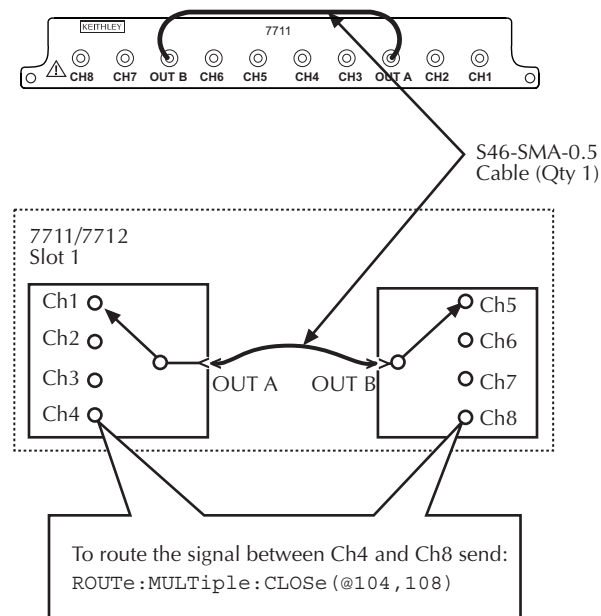 KEITHLEY
7711
CH8 CH7 OUT B CH6 CH5 CH4 CH3 OUT A CH2 CH1
S46-SMA-0.5
Cable (Qty 1)
7711/7712
Slot 1
Ch1
Ch2
Ch3
Ch4
OUT A
OUT B
Ch5
Ch6
Ch7
Ch8
To route the signal between Ch4 and Ch8 send:
ROUTe:MULTiple:CLOSe(@104,108)